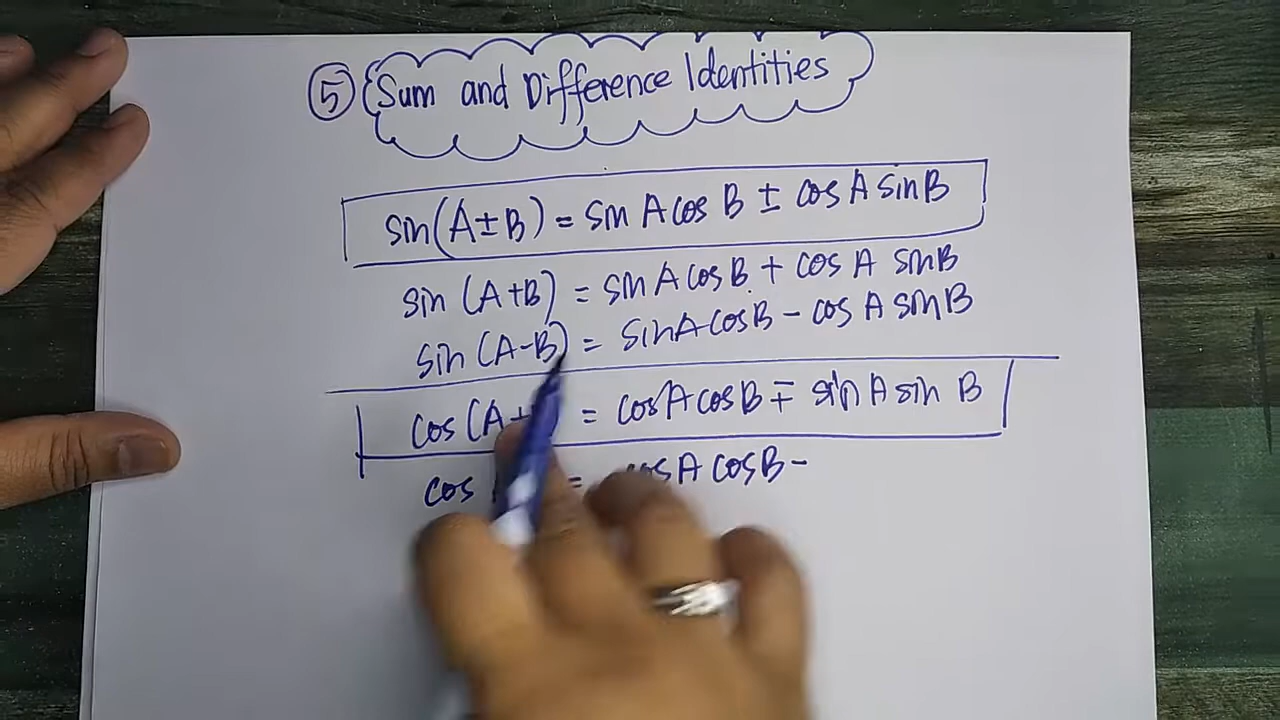 ⑤ Sum and Difference Identities
sin(A±B) = sin A cos B ± cos A sin B
sin (A+B) = sin A cos B + cos A sin B
sin (A-B) = sin A cos B - cos A sin B
cos (A = cos A cos B ∓ sin A sin B
cos = cos A cos B -